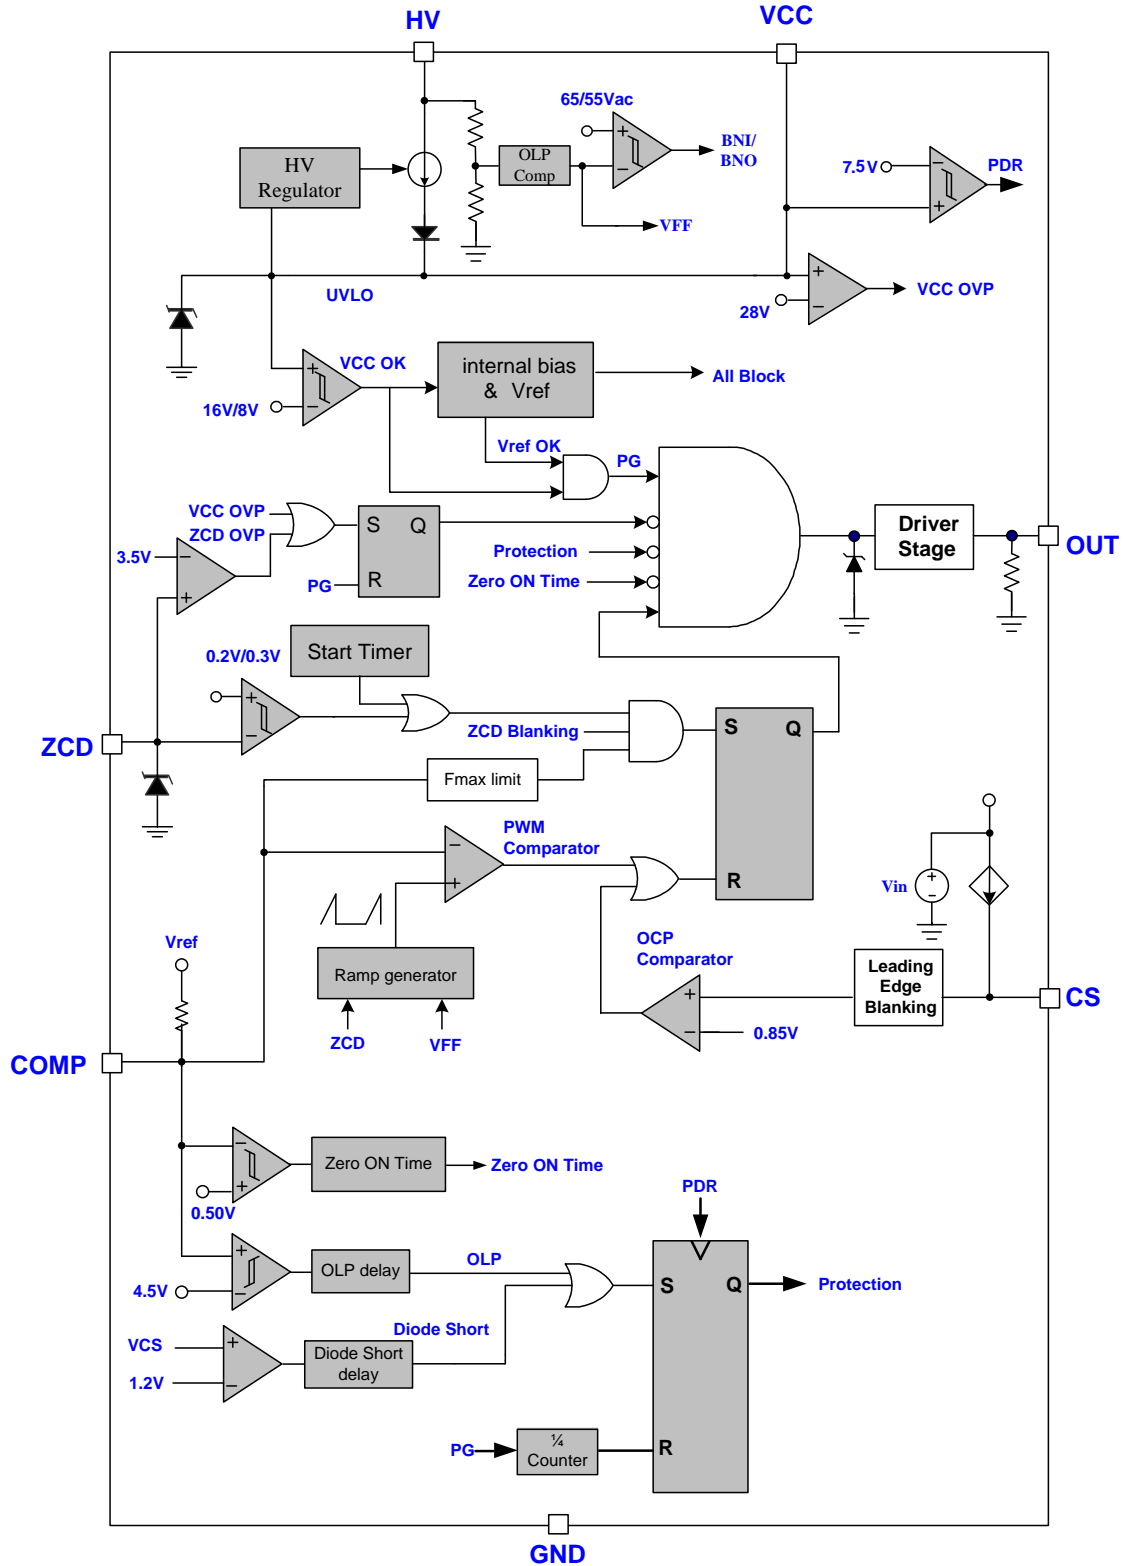 HV
VCC
65/55Vac
+
−
BNI/
BNO
OLP
Comp
VFF
HV
Regulator
7.5V
−
+
PDR
UVLO
+
−
28V
VCC OVP
VCC OK
+
−
16V/8V
internal bias
& Vref
All Block
Vref OK
PG
VCC OVP
ZCD OVP
S Q
R
PG
3.5V
−
+
Protection
Zero ON Time
Driver
Stage
OUT
Start Timer
0.2V/0.3V
+
−
ZCD
ZCD Blanking
Fmax limit
S Q
R
PWM
Comparator
−
+
Vin
+
−
Vref
Ramp generator
ZCD
VFF
OCP
Comparator
+
−
0.85V
Leading
Edge
Blanking
CS
COMP
−
+
0.50V
Zero ON Time
Zero ON Time
PDR
+
−
4.5V
OLP delay
OLP
S Q
R
Protection
VCS
1.2V
+
−
Diode Short
delay
Diode Short
PG
¼
Counter
GND